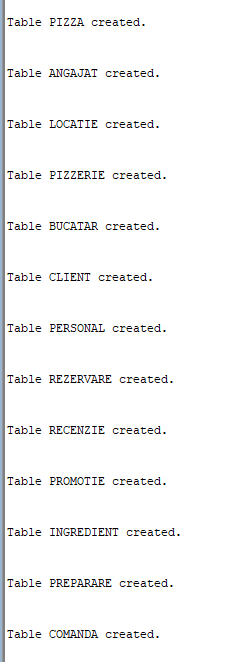 Table PIZZA created.
Table ANGAJAT created.
Table LOCATIE created.
Table PIZZERIE created.
Table BUCATAR created.
Table CLIENT created.
Table PERSONAL created.
Table REZERVARE created.
Table RECENZIE created.
Table PROMOTIE created.
Table INGREDIENT created.
Table PREPARARE created.
Table COMANDA created.